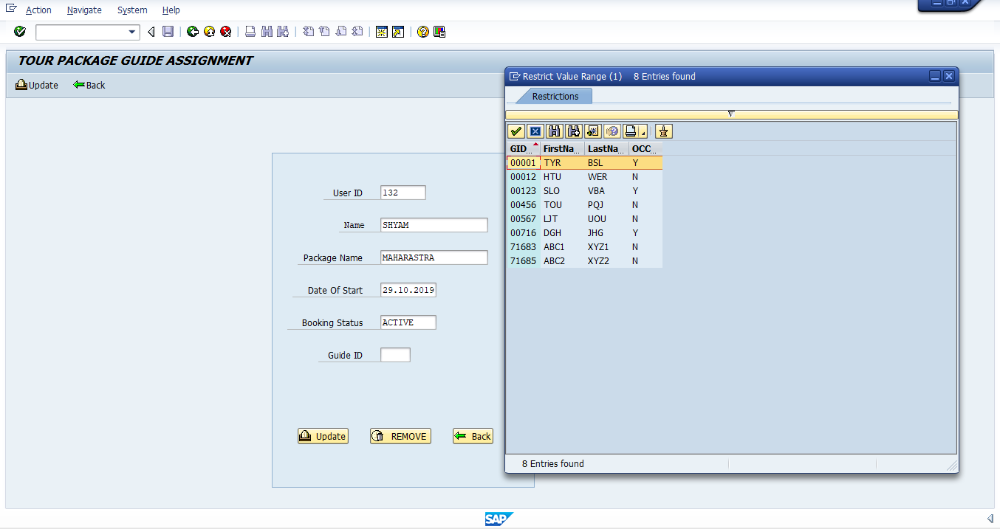 Action Navigate System Help
TOUR PACKAGE GUIDE ASSIGNMENT
Update Back
User ID 132
Name SHYAM
Package Name MAHARASTRA
Date Of Start 29.10.2019
Booking Status ACTIVE
Guide ID
Update REMOVE Back
Restrict Value Range (1) 8 Entries found
Restrictions
GID... FirstNa... LastNa... OCC...
00001 TYR BSL Y
00012 HTU WER N
00123 SLO VBA Y
00456 TOU PQJ N
00567 LJT UOU N
00716 DGH JHG Y
71683 ABC1 XYZ1 N
71685 ABC2 XYZ2 N
8 Entries found
SAP